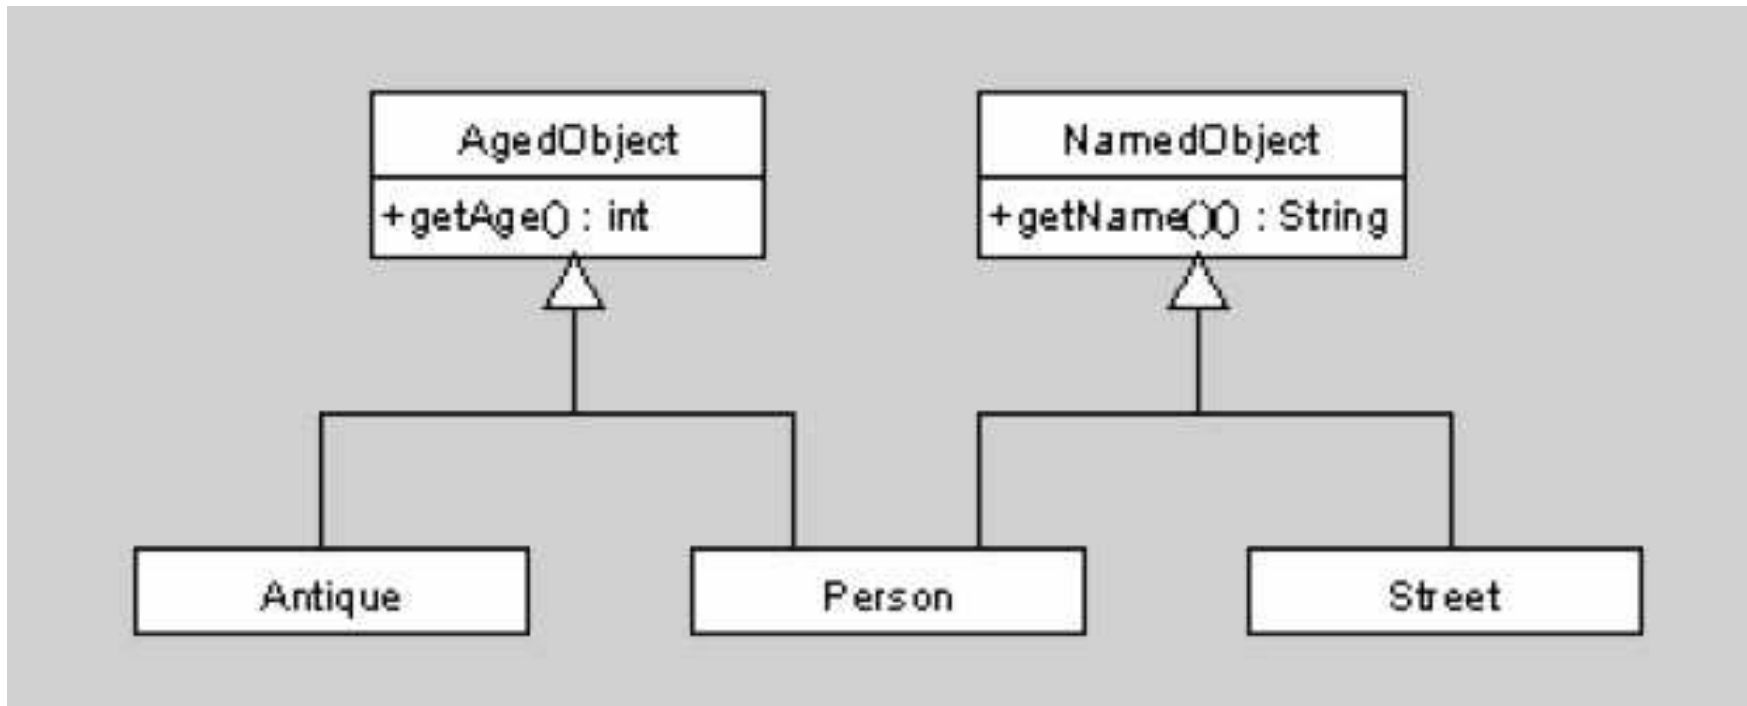 AgedObject
+getAge() : int
NamedObject
+getName()() : String
Antique
Person
Street